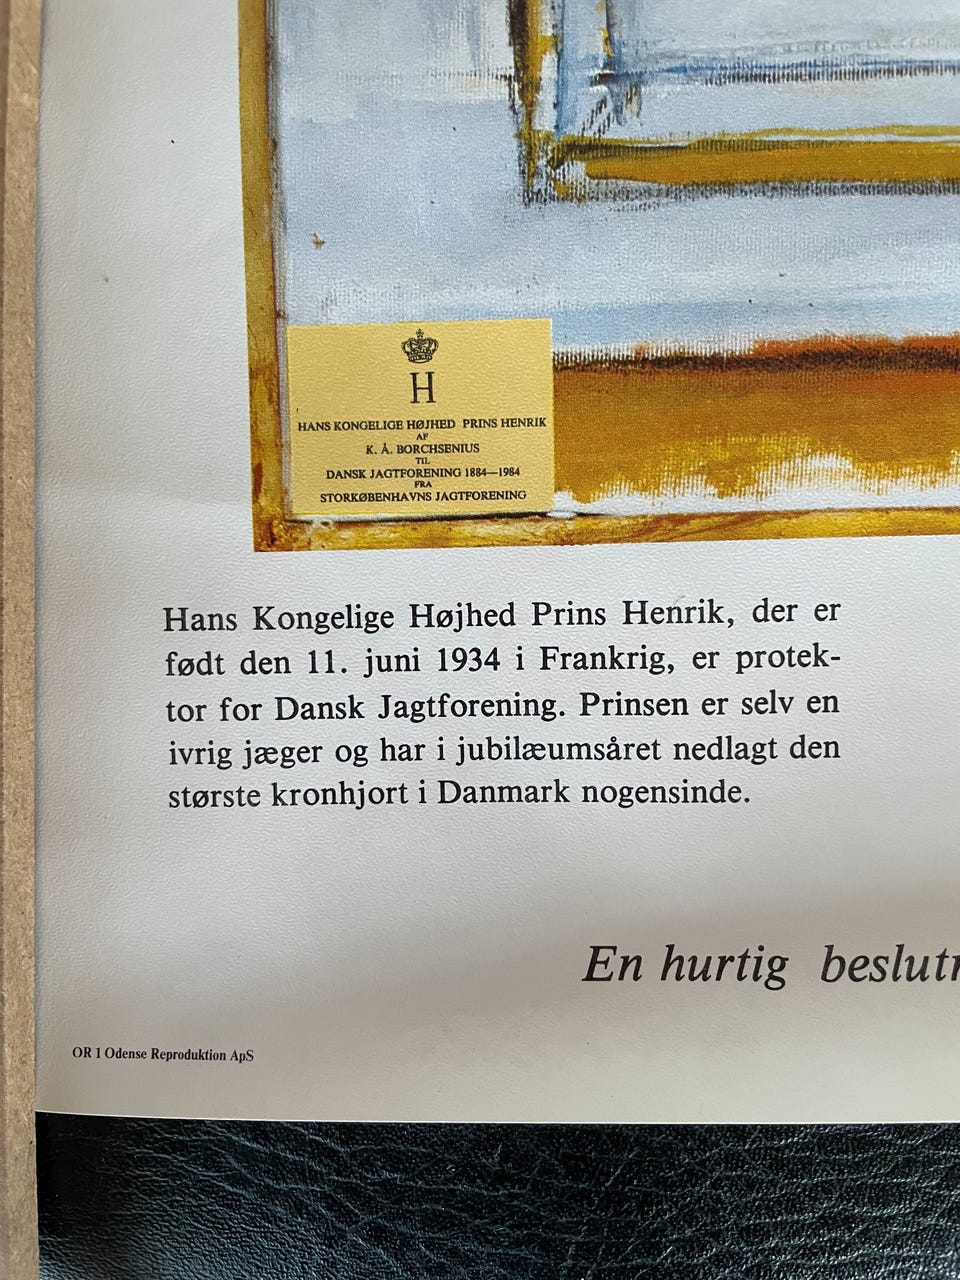 H
HANS KONGELIGE HØJHED PRINS HENRIK
AF
K. Å. BORCHSENIUS
TIL
DANSK JAGTFORENING 1884—1984
FRA
STORKØBENHAVNS JAGTFORENING
Hans Kongelige Højhed Prins Henrik, der er
født den 11. juni 1934 i Frankrig, er protek-
tor for Dansk Jagtforening. Prinsen er selv en
ivrig jæger og har i jubilæumsåret nedlagt den
største kronhjort i Danmark nogensinde.
En hurtig
OR 1 Odense Reproduktion ApS